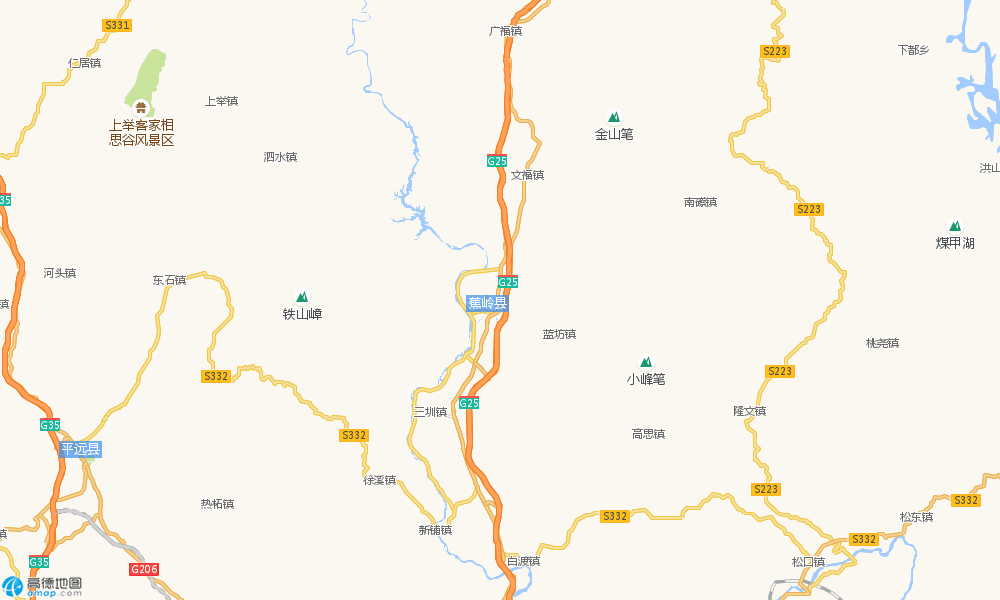 广福镇
S331
S223
下都乡
仁居镇
上举镇
上举客家相
思谷风景区
金山笔
泗水镇
G25
文福镇
洪山
35
南磜镇
S223
煤甲湖
河头镇
东石镇
G25
镇
蕉岭县
铁山嶂
蓝坊镇
桃尧镇
S332
小峰笔
S223
G25
三圳镇
隆文镇
G35
S332
高思镇
平远县
徐溪镇
S223
热柘镇
S332
S332
松东镇
新铺镇
镇
S332
G35
白渡镇
松口镇
G206
高德地图
amap.com